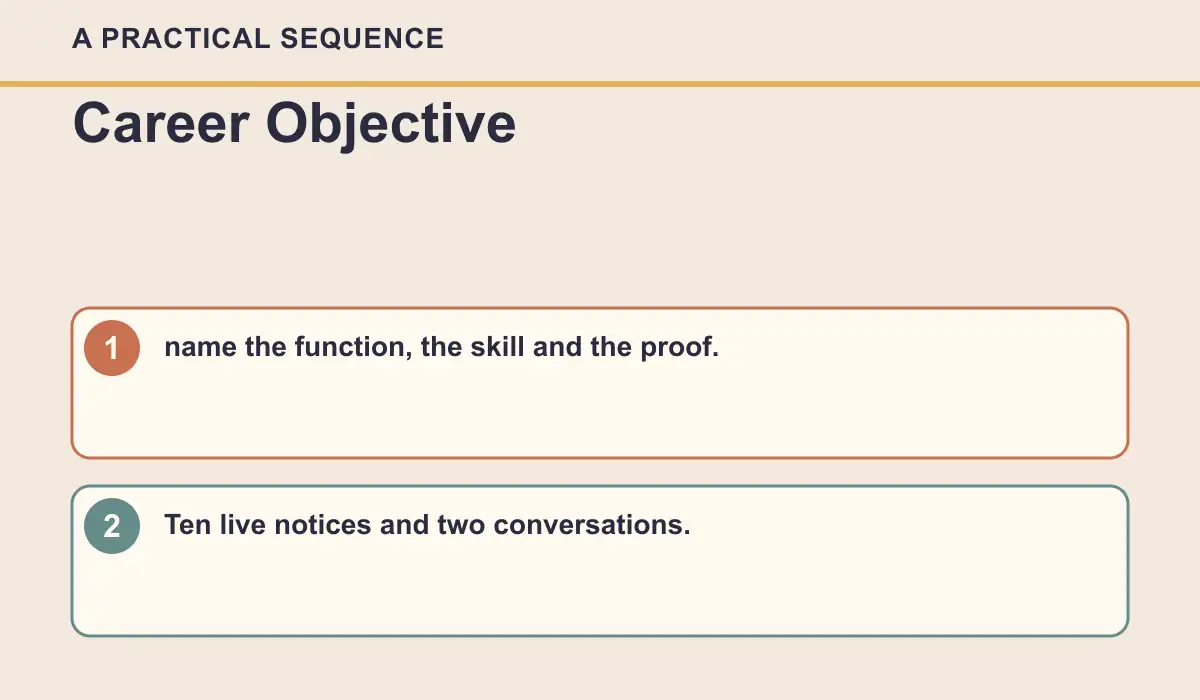 A PRACTICAL SEQUENCE
Career Objective
1
name the function, the skill and the proof.
2
Ten live notices and two conversations.